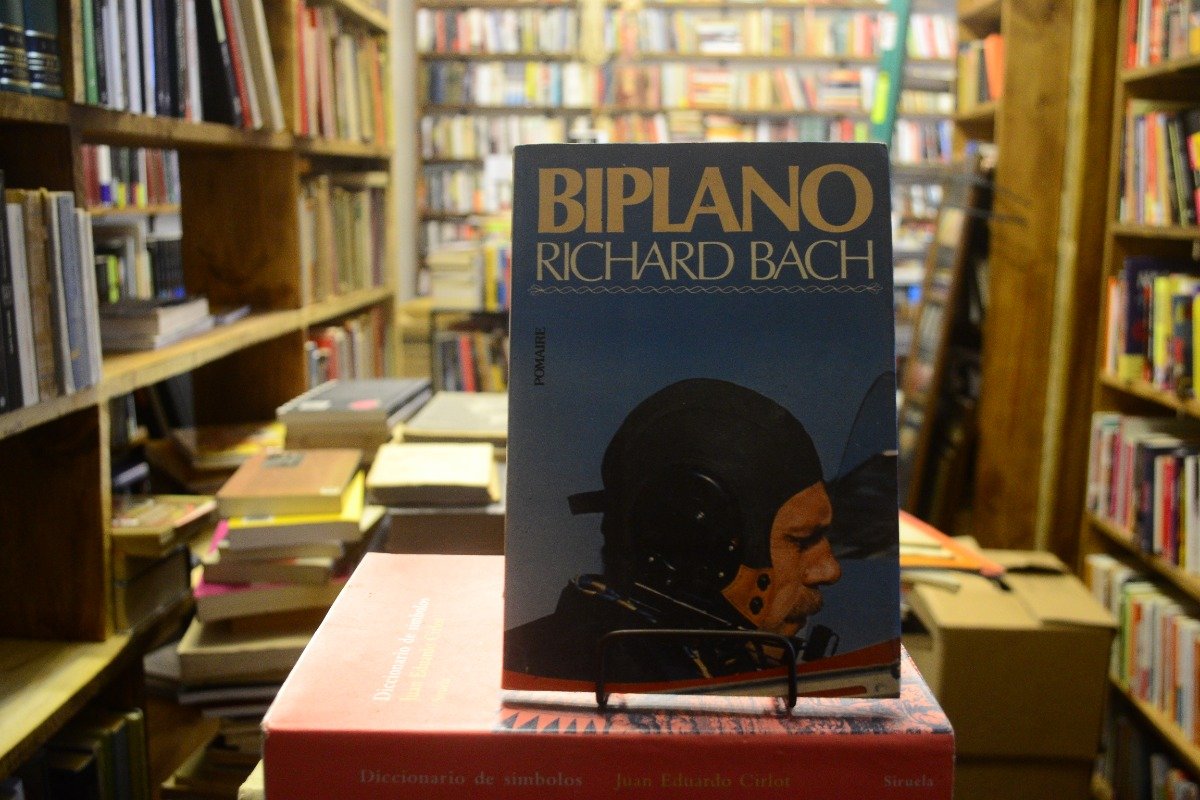 BIPLANO
RICHARD BACH
POMAIRE
Diccionario de símbolos
Juan Eduardo Cirlot
Diccionario de símbolos Juan Eduardo Cirlot Siruela